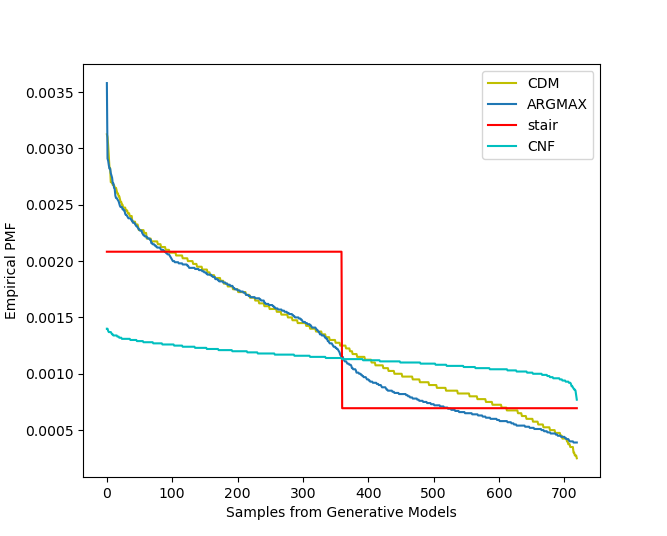 CDM
ARGMAX
stair
CNF
0.0035
0.0030
0.0025
0.0020
0.0015
0.0010
0.0005
Empirical PMF
0 100 200 300 400 500 600 700
Samples from Generative Models